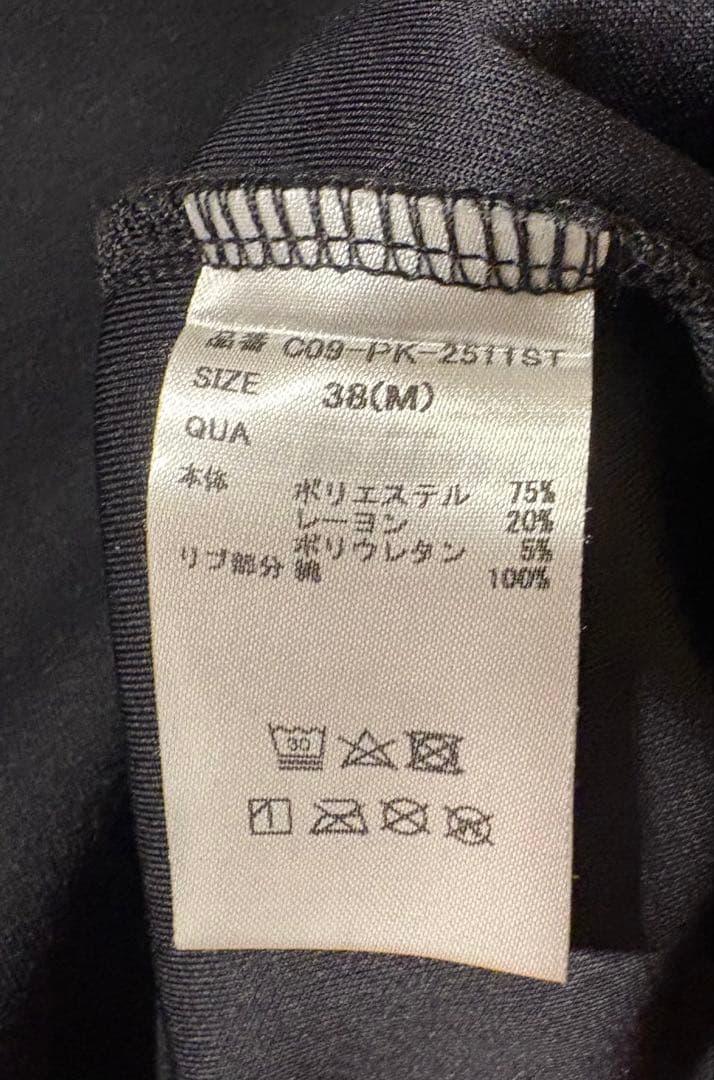 品番 C09-PK-2511ST
SIZE 38(M)
QUA
本体 ポリエステル 75%
レーヨン 20%
ポリウレタン 5%
リブ部分 綿 100%
30